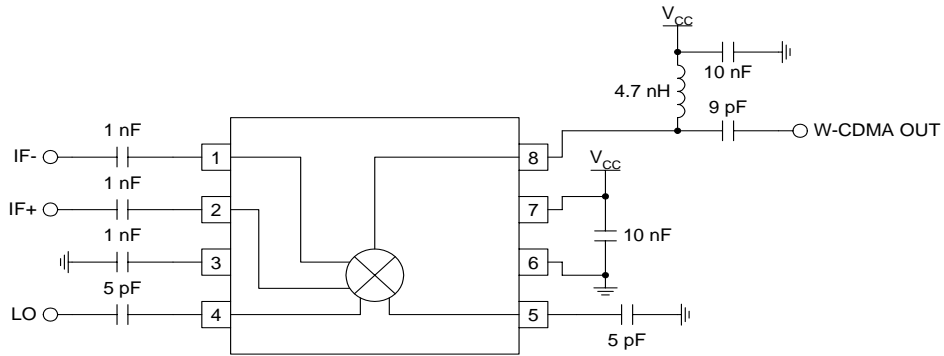 VCC
10 nF
4.7 nH
9 pF
W-CDMA OUT
1 nF
IF-
1
8
VCC
1 nF
IF+
2
7
1 nF
10 nF
3
6
5 pF
LO
4
5
5 pF